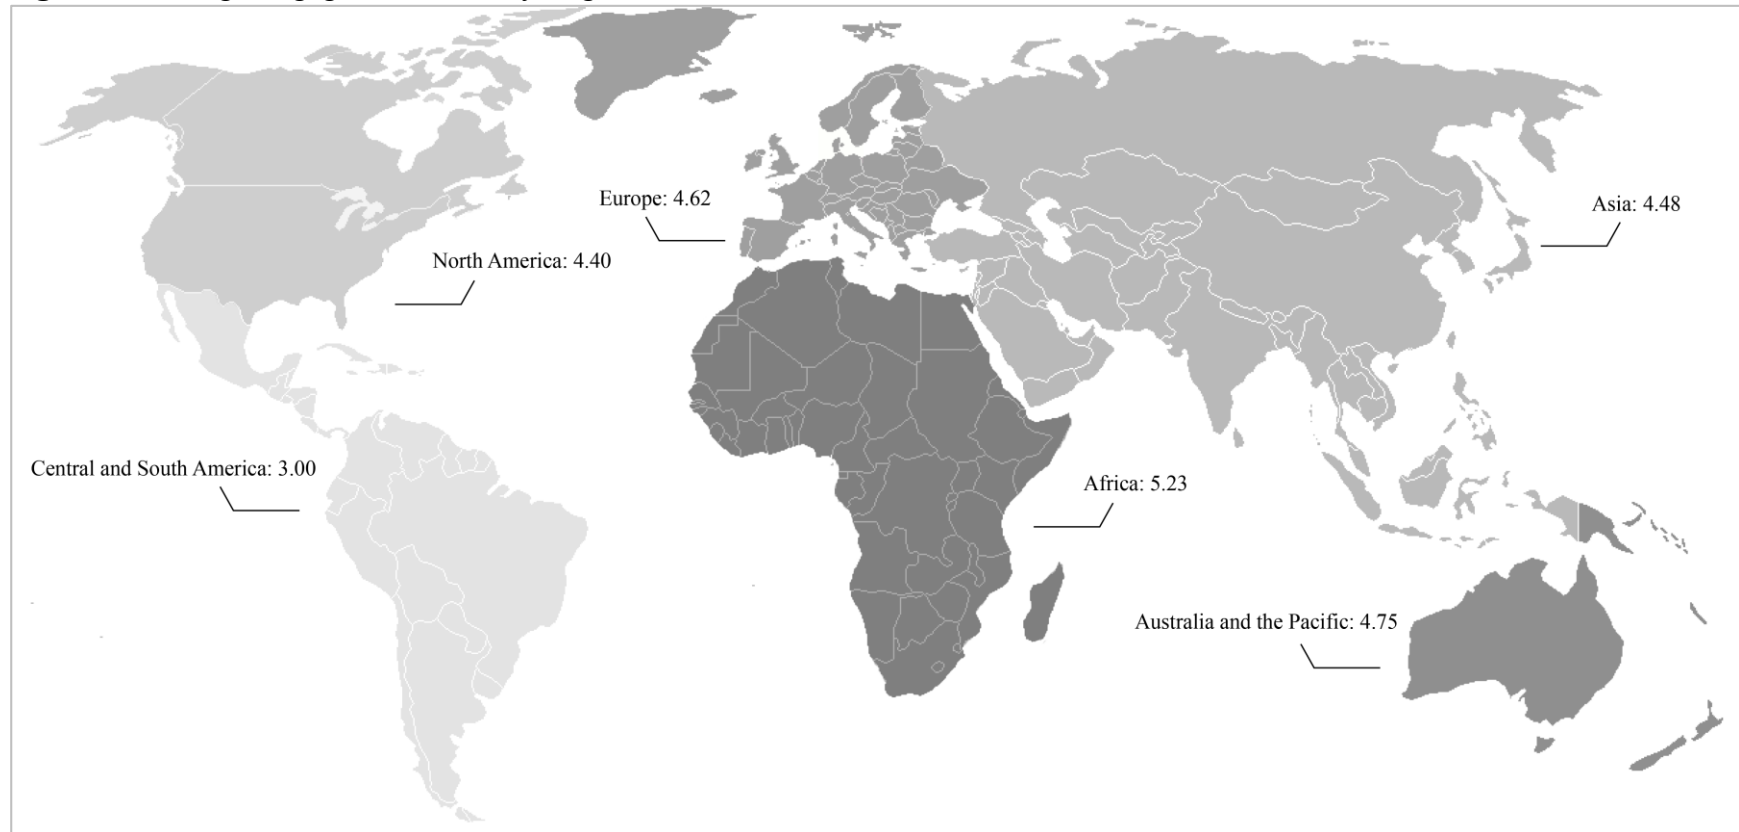 Europe: 4.62
Asia: 4.48
North America: 4.40
Central and South America: 3.00
Africa: 5.23
Australia and the Pacific: 4.75